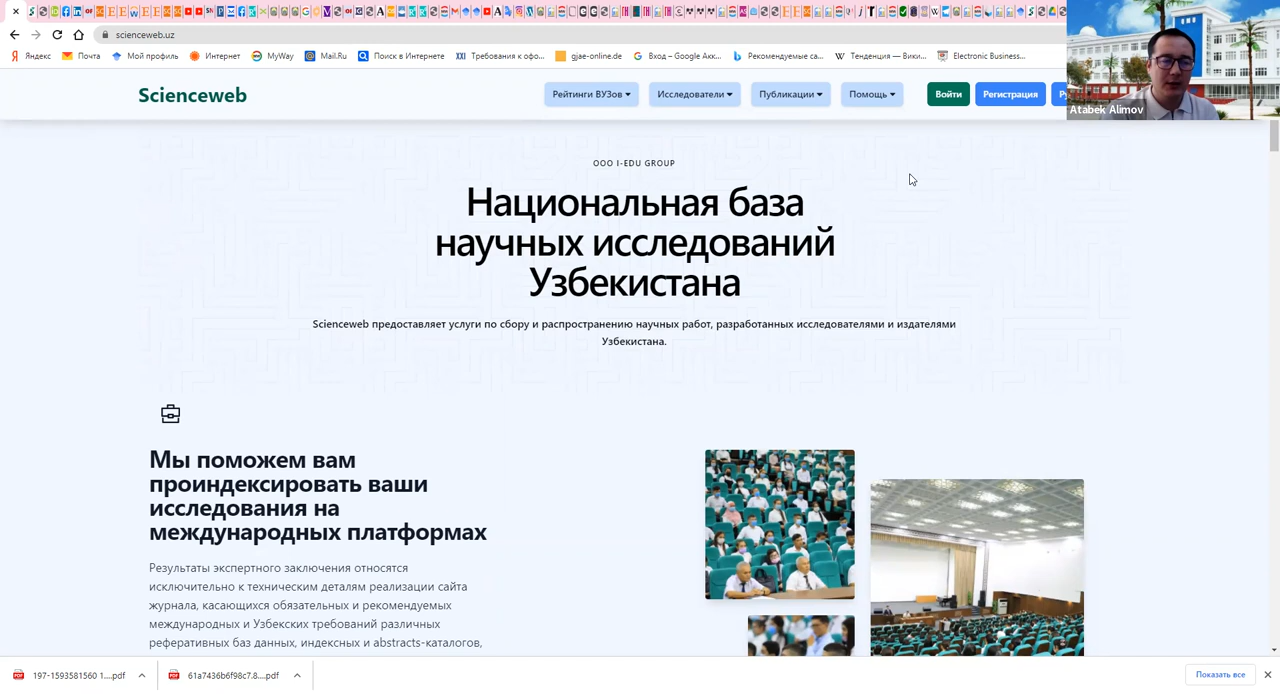 scienceweb.uz
Яндекс
Почта
Мой профиль
Интернет
MyWay
Mail.Ru
Поиск в Интернете
Требования к офо...
gjae-online.de
Вход – Google Акк...
Рекомендуемые са...
Тенденция — Вики...
Electronic Business...
Atabek Alimov
Scienceweb
Рейтинги ВУЗов
Исследователи
Публикации
Помощь
Войти
Регистрация
ООО I-EDU GROUP
Национальная база
научных исследований
Узбекистана
Scienceweb предоставляет услуги по сбору и распространению научных работ, разработанных исследователями и издателями
Узбекистана.
Мы поможем вам
проиндексировать ваши
исследования на
международных платформах
Результаты экспертного заключения относятся
исключительно к техническим деталям реализации сайта
журнала, касающихся обязательных и рекомендуемых
международных и Узбекских требований различных
реферативных баз данных, индексных и abstracts-каталогов,
197-1593581560 1....pdf
61a7436b6f98c7.8....pdf
Показать все